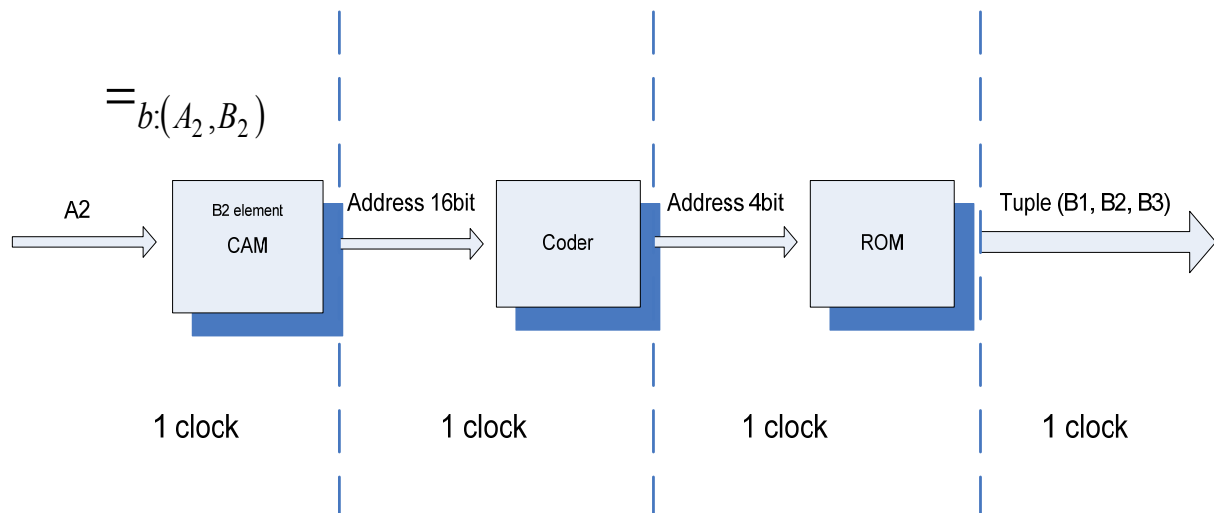 =b:(A2,B2)
A2
B2 element
CAM
Address 16bit
Coder
Address 4bit
ROM
Tuple (B1, B2, B3)
1 clock
1 clock
1 clock
1 clock